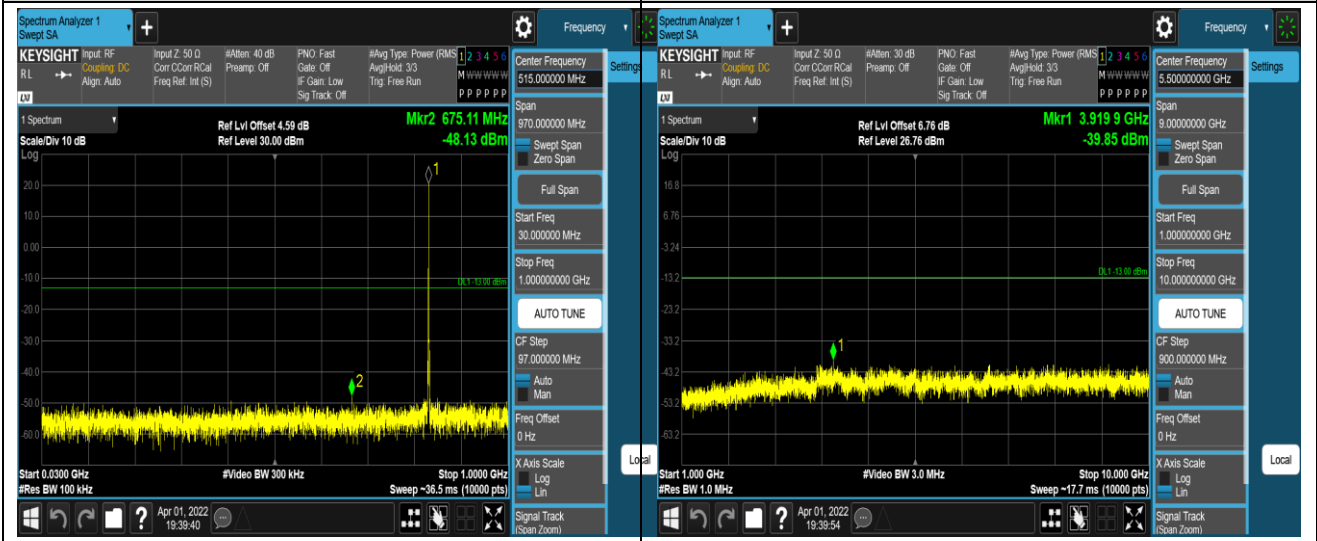 Spectrum Analyzer 1
Swept SA
Frequency
KEYSIGHT
Input: RF
Coupling: DC
Align: Auto
Input Z: 50 Ω
Corr CCorr RCal
Freq Ref: Int (S)
#Atten: 40 dB
Preamp: Off
PNO: Fast
Gate: Off
IF Gain: Low
Sig Track: Off
#Avg Type: Power (RMS
Avg|Hold: 3/3
Trig: Free Run
1 2 3 4 5 6
M W W W W W
P P P P P P
R L
LXI
1 Spectrum
Scale/Div 10 dB
Log
Ref Lvl Offset 4.59 dB
Ref Level 30.00 dBm
Mkr2 675.11 MHz
-48.13 dBm
1
20.0
10.0
0.00
-10.0
DL1 -13.00 dBm
-20.0
-30.0
-40.0
2
-50.0
-60.0
Start 0.0300 GHz
#Res BW 100 kHz
#Video BW 300 kHz
Stop 1.0000 GHz
Sweep ~36.5 ms (10000 pts)
?
Apr 01, 2022
19:39:40
Settings
Center Frequency
515.000000 MHz
Span
970.000000 MHz
Swept Span
Zero Span
Full Span
Start Freq
30.000000 MHz
Stop Freq
1.000000000 GHz
AUTO TUNE
CF Step
97.000000 MHz
Auto
Man
Freq Offset
0 Hz
X Axis Scale
Log
Lin
Signal Track
(Span Zoom)
Local
Spectrum Analyzer 1
Swept SA
Frequency
KEYSIGHT
Input: RF
Coupling: DC
Align: Auto
Input Z: 50 Ω
Corr CCorr RCal
Freq Ref: Int (S)
#Atten: 30 dB
Preamp: Off
PNO: Fast
Gate: Off
IF Gain: Low
Sig Track: Off
#Avg Type: Power (RMS
Avg|Hold: 3/3
Trig: Free Run
1 2 3 4 5 6
M W W W W W
P P P P P P
R L
LXI
1 Spectrum
Scale/Div 10 dB
Log
Ref Lvl Offset 6.76 dB
Ref Level 26.76 dBm
Mkr1 3.919 9 GHz
-39.85 dBm
16.8
6.76
-3.24
DL1 -13.00 dBm
-13.2
-23.2
-33.2
1
-43.2
-53.2
-63.2
Start 1.000 GHz
#Res BW 1.0 MHz
#Video BW 3.0 MHz
Stop 10.000 GHz
Sweep ~17.7 ms (10000 pts)
?
Apr 01, 2022
19:39:54
Settings
Center Frequency
5.500000000 GHz
Span
9.00000000 GHz
Swept Span
Zero Span
Full Span
Start Freq
1.000000000 GHz
Stop Freq
10.000000000 GHz
AUTO TUNE
CF Step
900.000000 MHz
Auto
Man
Freq Offset
0 Hz
X Axis Scale
Log
Lin
Signal Track
(Span Zoom)
Local